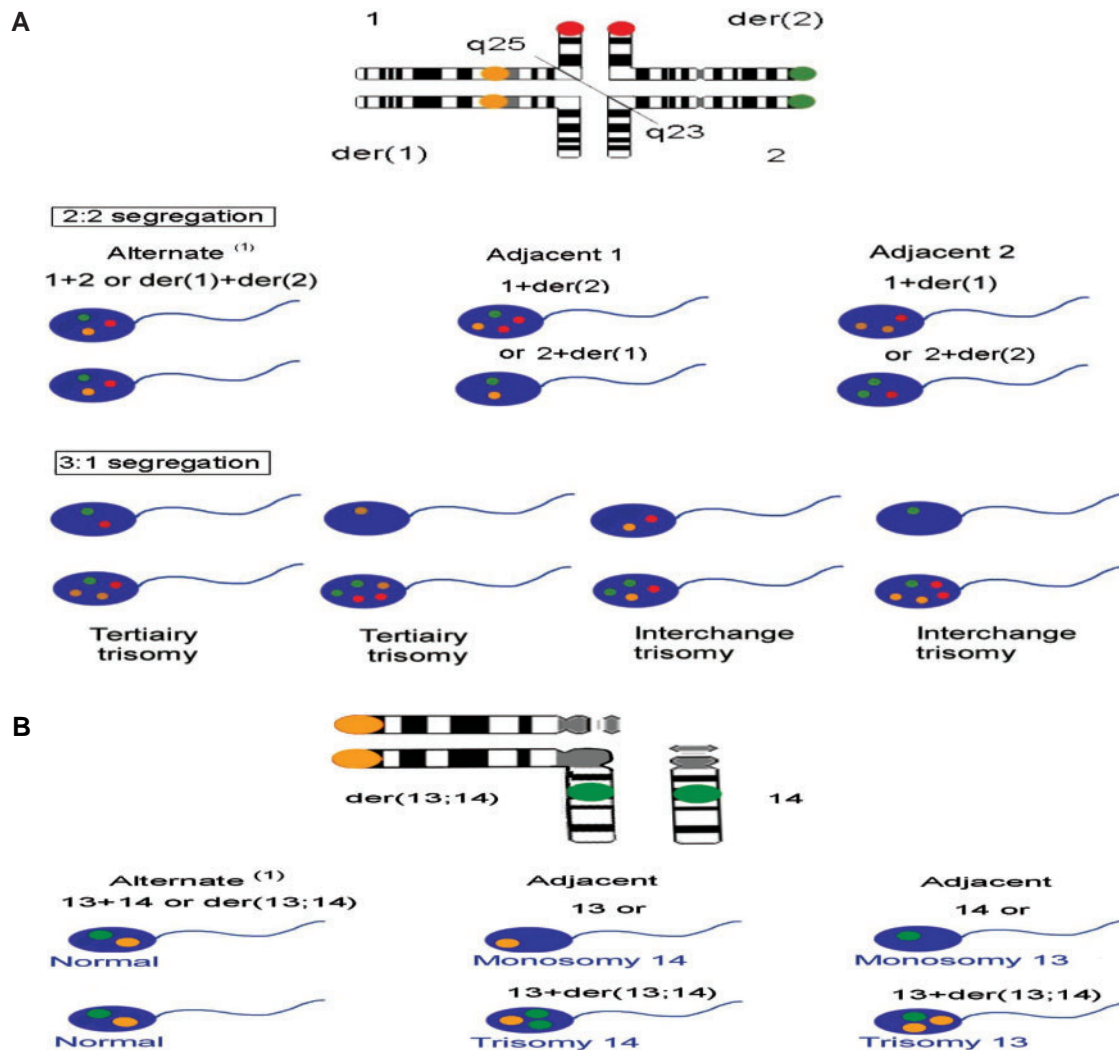 A
1
der(2)
q25
q23
der(1)
2
2:2 segregation
Alternate (1)
1+2 or der(1)+der(2)
Adjacent 1
1+der(2)
or 2+der(1)
Adjacent 2
1+der(1)
or 2+der(2)
3:1 segregation
Tertiairy
trisomy
Tertiairy
trisomy
Interchange
trisomy
Interchange
trisomy
B
der(13;14)
14
Alternate (1)
13+14 or der(13;14)
Normal
Normal
Adjacent
13 or
Monosomy 14
13+der(13;14)
Trisomy 14
Adjacent
14 or
Monosomy 13
13+der(13;14)
Trisomy 13